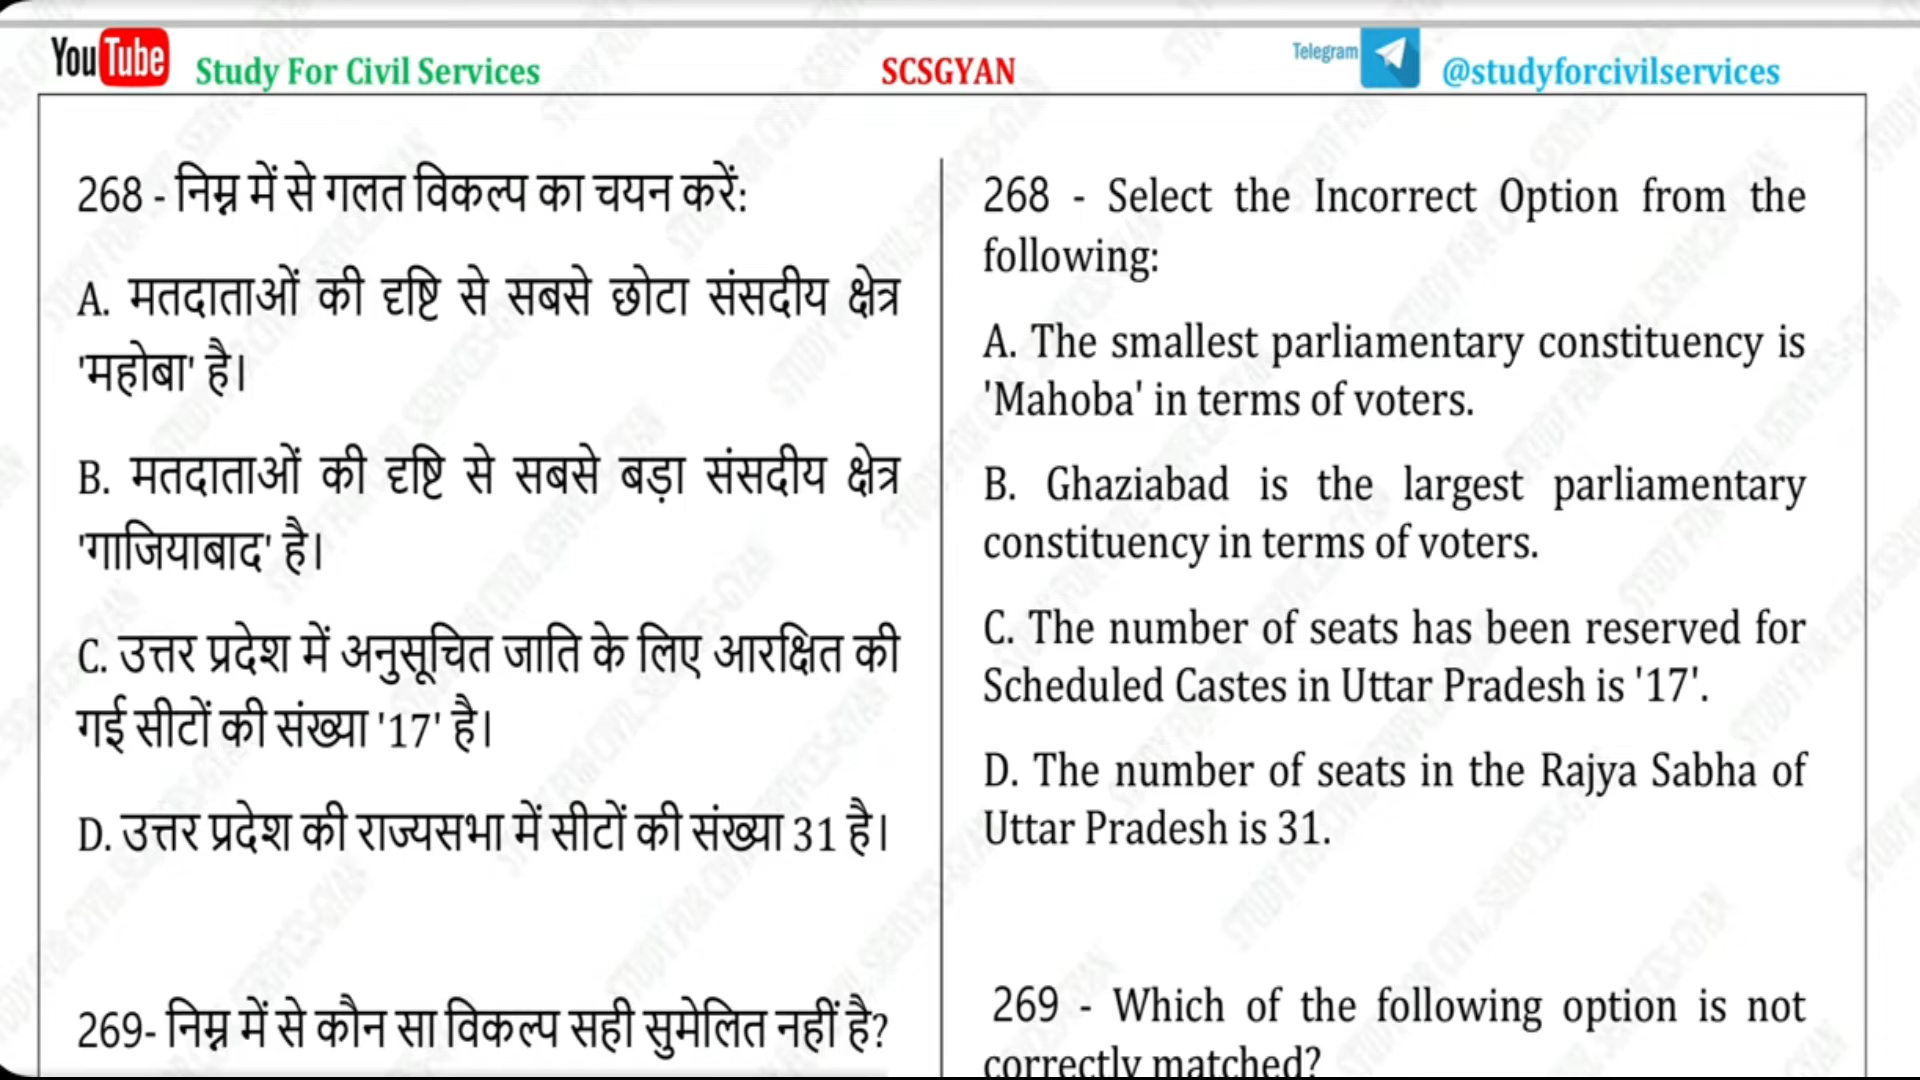 YouTube
Study For Civil Services
SCSGYAN
Telegram
@studyforcivilservices
268 - निम्न में से गलत विकल्प का चयन करें:
A. मतदाताओं की दृष्टि से सबसे छोटा संसदीय क्षेत्र
'महोबा' है।
B. मतदाताओं की दृष्टि से सबसे बड़ा संसदीय क्षेत्र
'गाजियाबाद' है।
C. उत्तर प्रदेश में अनुसूचित जाति के लिए आरक्षित की
गई सीटों की संख्या '17' है।
D. उत्तर प्रदेश की राज्यसभा में सीटों की संख्या 31 है।
269- निम्न में से कौन सा विकल्प सही सुमेलित नहीं है?
268 - Select the Incorrect Option from the
following:
A. The smallest parliamentary constituency is
'Mahoba' in terms of voters.
B. Ghaziabad is the largest parliamentary
constituency in terms of voters.
C. The number of seats has been reserved for
Scheduled Castes in Uttar Pradesh is '17'.
D. The number of seats in the Rajya Sabha of
Uttar Pradesh is 31.
269 - Which of the following option is not
correctly matched?